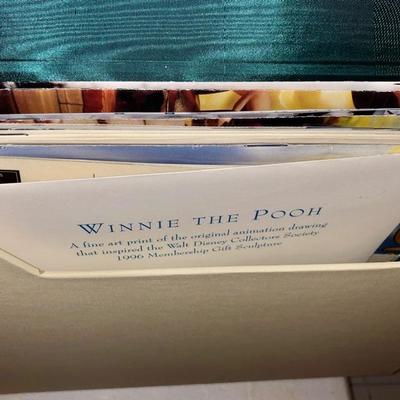 WINNIE THE POOH
A fine art print of the original animation drawing
that inspired the Walt Disney Collectors Society
1996 Membership Gift Sculpture